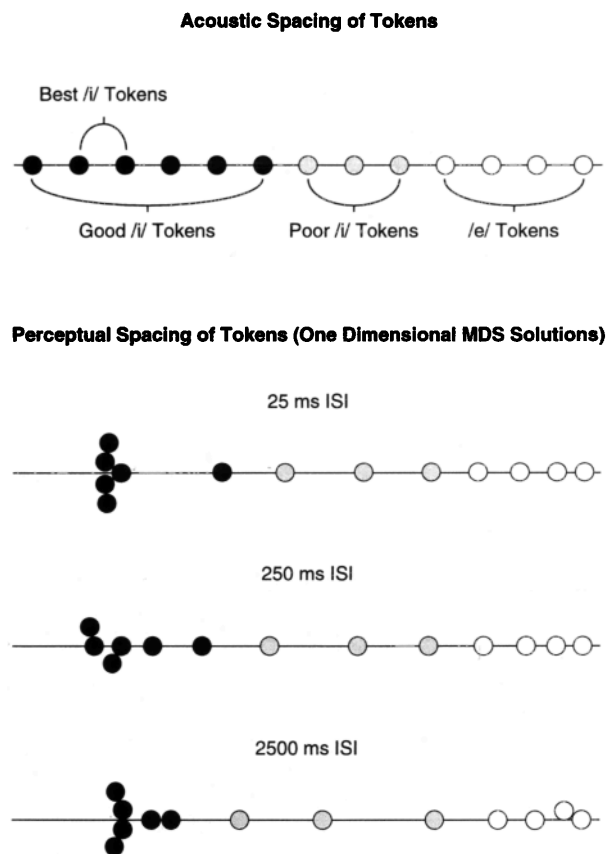 Acoustic Spacing of Tokens
Best /i/ Tokens
Good /i/ Tokens
Poor /i/ Tokens
/e/ Tokens
Perceptual Spacing of Tokens (One Dimensional MDS Solutions)
25 ms ISI
250 ms ISI
2500 ms ISI